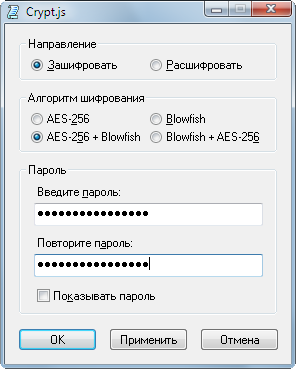 Crypt.js
Направление
Зашифровать Расшифровать
Алгоритм шифрования
AES-256 Blowfish
AES-256 + Blowfish Blowfish + AES-256
Пароль
Введите пароль:
●●●●●●●●●●●●●●●●
Повторите пароль:
●●●●●●●●●●●●●●●●
Показывать пароль
OK Применить Отмена